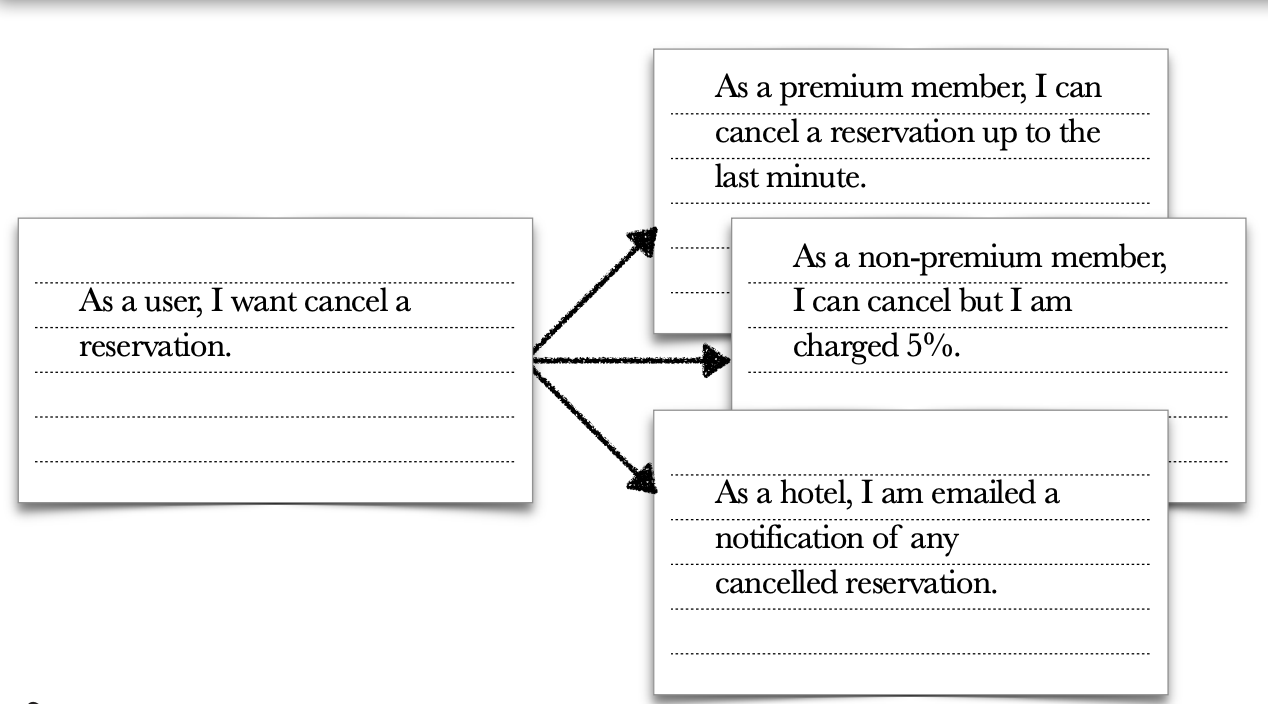 As a user, I want cancel a
reservation.
As a premium member, I can
cancel a reservation up to the
last minute.
As a non-premium member,
I can cancel but I am
charged 5%.
As a hotel, I am emailed a
notification of any
cancelled reservation.